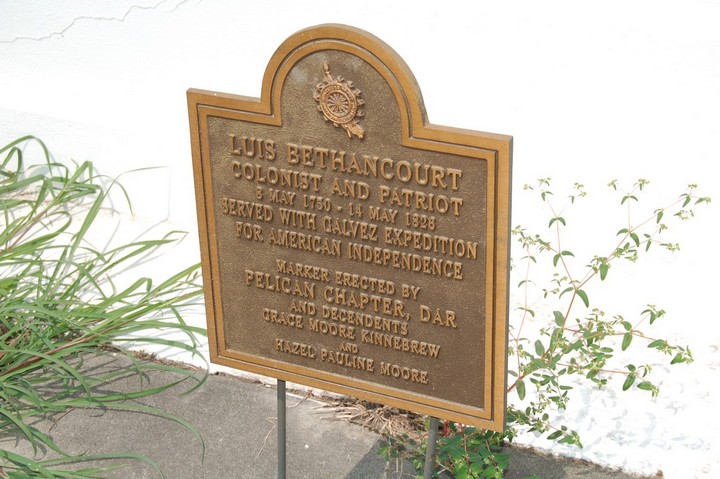 LUIS BETHANCOURT
COLONIST AND PATRIOT
8 MAY 1750 - 14 MAY 1828
SERVED WITH GALVEZ EXPEDITION
FOR AMERICAN INDEPENDENCE
MARKER ERECTED BY
PELICAN CHAPTER, DAR
AND DECENDENTS
GRACE MOORE KINNEBREW
AND
HAZEL PAULINE MOORE